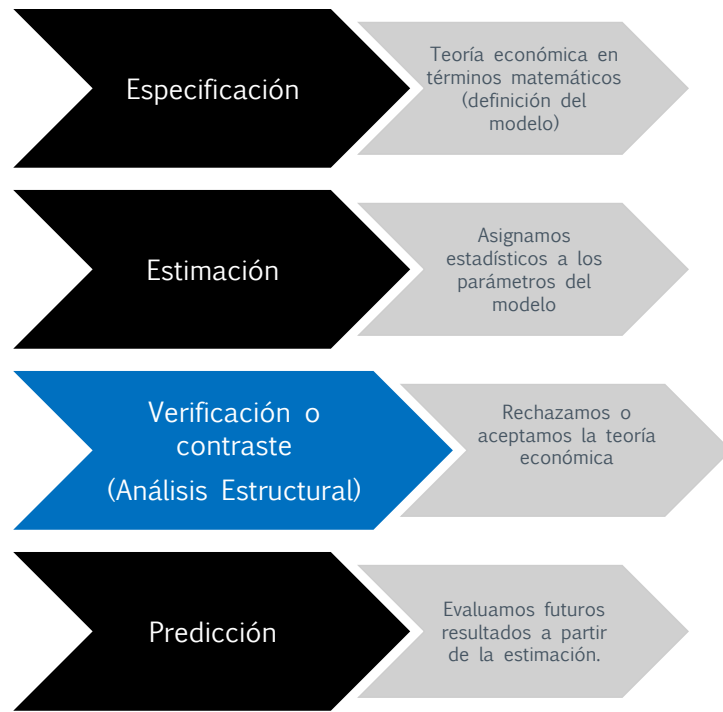 Especificación
Teoría económica en
términos matemáticos
(definición del
modelo)
Estimación
Asignamos
estadísticos a los
parámetros del
modelo
Verificación o
contraste
(Análisis Estructural)
Rechazamos o
aceptamos la teoría
económica
Predicción
Evaluamos futuros
resultados a partir
de la estimación.